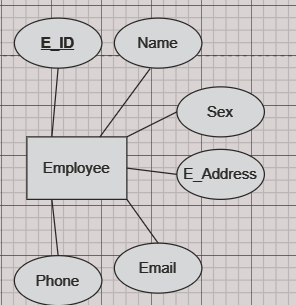 E_ID
Name
Sex
Employee
E_Address
Email
Phone